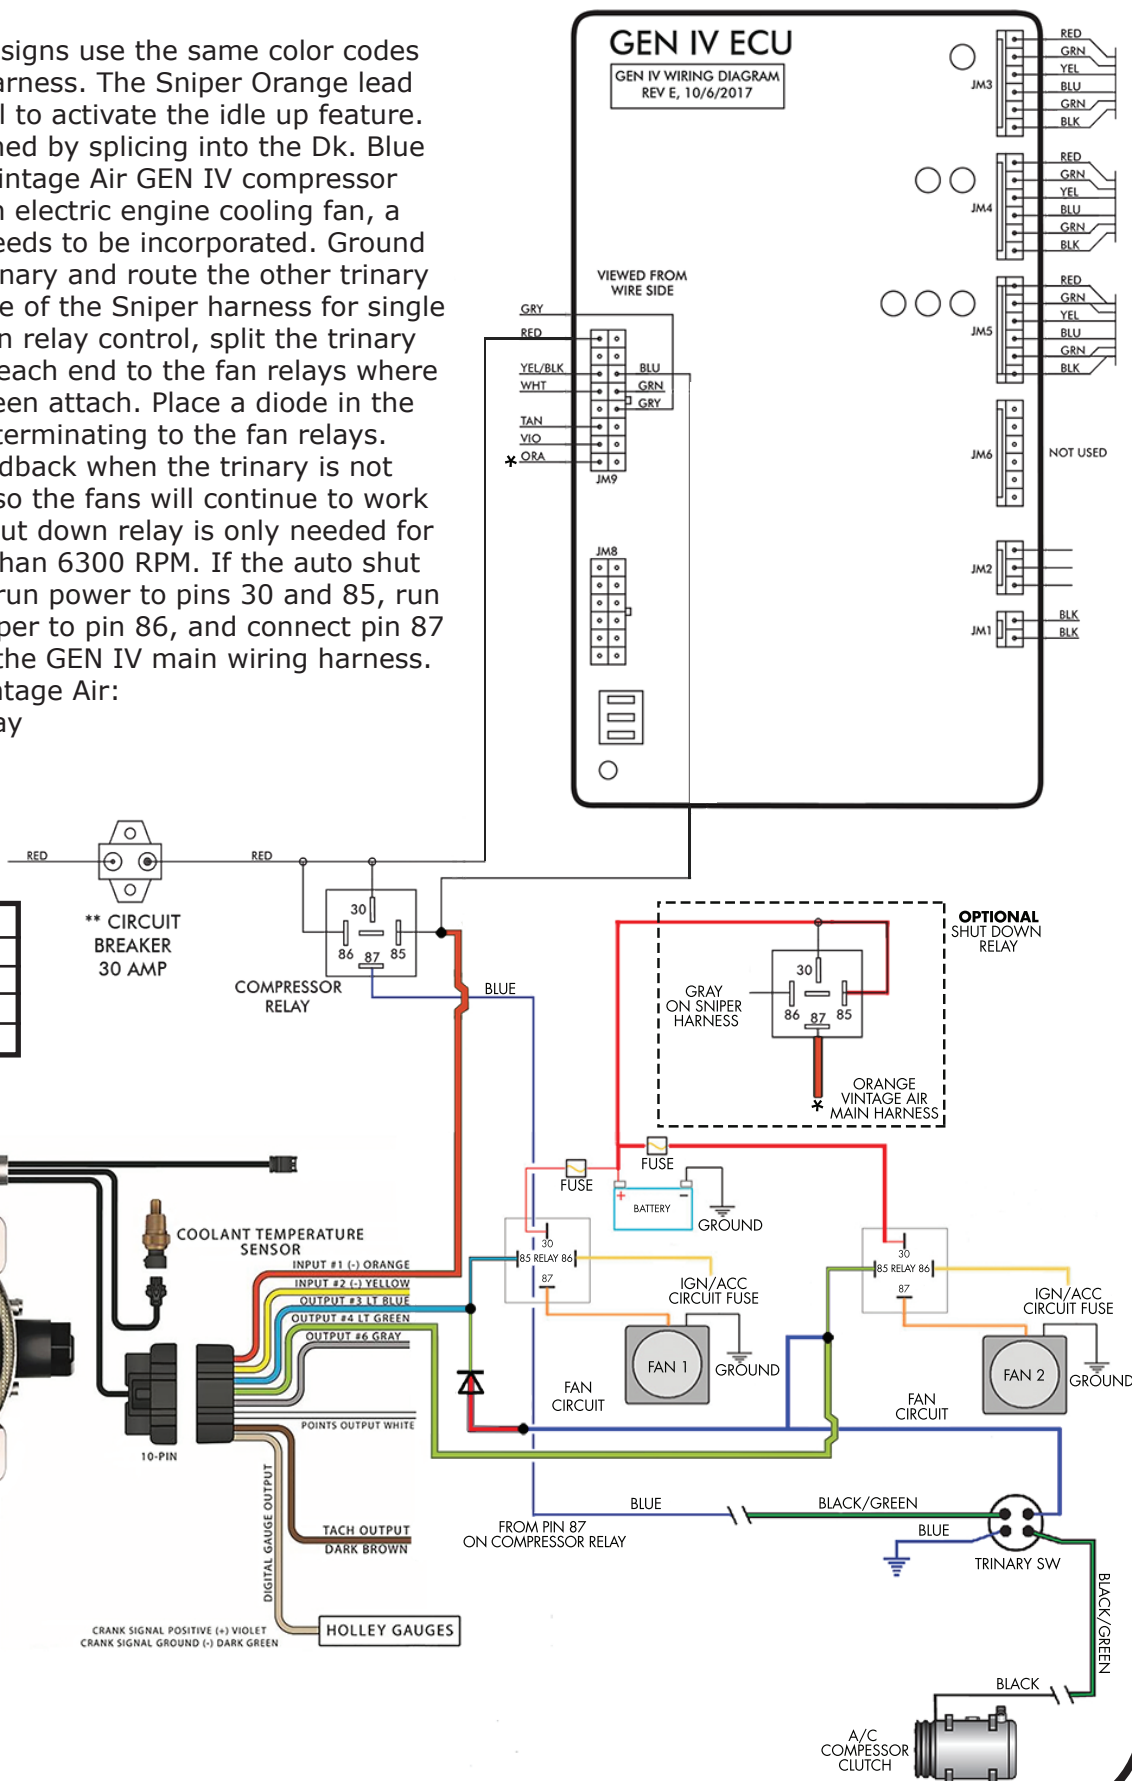 signs use the same color codes
arness. The Sniper Orange lead
l to activate the idle up feature.
ned by splicing into the Dk. Blue
intage Air GEN IV compressor
n electric engine cooling fan, a
eeds to be incorporated. Ground
inary and route the other trinary
e of the Sniper harness for single
n relay control, split the trinary
each end to the fan relays where
een attach. Place a diode in the
terminating to the fan relays.
dback when the trinary is not
so the fans will continue to work
ut down relay is only needed for
han 6300 RPM. If the auto shut
run power to pins 30 and 85, run
per to pin 86, and connect pin 87
the GEN IV main wiring harness.
ntage Air:
ay
GEN IV ECU
GEN IV WIRING DIAGRAM
REV E, 10/6/2017
JM3
RED
GRN
YEL
BLU
GRN
BLK
JM4
RED
GRN
YEL
BLU
GRN
BLK
JM5
RED
GRN
YEL
BLU
GRN
BLK
JM6
NOT USED
JM2
JM1
BLK
BLK
VIEWED FROM
WIRE SIDE
GRY
RED
YEL/BLK
WHT
TAN
VIO
* ORA
BLU
GRN
GRY
JM9
JM8
RED
RED
** CIRCUIT
BREAKER
30 AMP
30
86
87
85
COMPRESSOR
RELAY
BLUE
OPTIONAL
SHUT DOWN
RELAY
30
86
87
85
GRAY
ON SNIPER
HARNESS
*
ORANGE
VINTAGE AIR
MAIN HARNESS
FUSE
FUSE
+
-
BATTERY
GROUND
COOLANT TEMPERATURE
SENSOR
INPUT #1 (-) ORANGE
INPUT #2 (-) YELLOW
OUTPUT #3 LT BLUE
OUTPUT #4 LT GREEN
OUTPUT #6 GRAY
POINTS OUTPUT WHITE
10-PIN
DIGITAL GAUGE OUTPUT
TACH OUTPUT
DARK BROWN
30
85 RELAY 86
87
IGN/ACC
CIRCUIT FUSE
FAN 1
GROUND
FAN
CIRCUIT
30
85 RELAY 86
87
IGN/ACC
CIRCUIT FUSE
FAN 2
GROUND
FAN
CIRCUIT
BLUE
BLACK/GREEN
FROM PIN 87
ON COMPRESSOR RELAY
BLUE
TRINARY SW
BLACK/GREEN
CRANK SIGNAL POSITIVE (+) VIOLET
CRANK SIGNAL GROUND (-) DARK GREEN
HOLLEY GAUGES
BLACK
A/C
COMPESSOR
CLUTCH